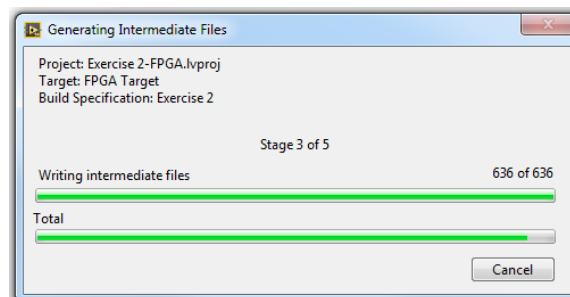 Generating Intermediate Files
Project: Exercise 2-FPGA.lvproj
Target: FPGA Target
Build Specification: Exercise 2
Stage 3 of 5
Writing intermediate files 636 of 636
Total
Cancel